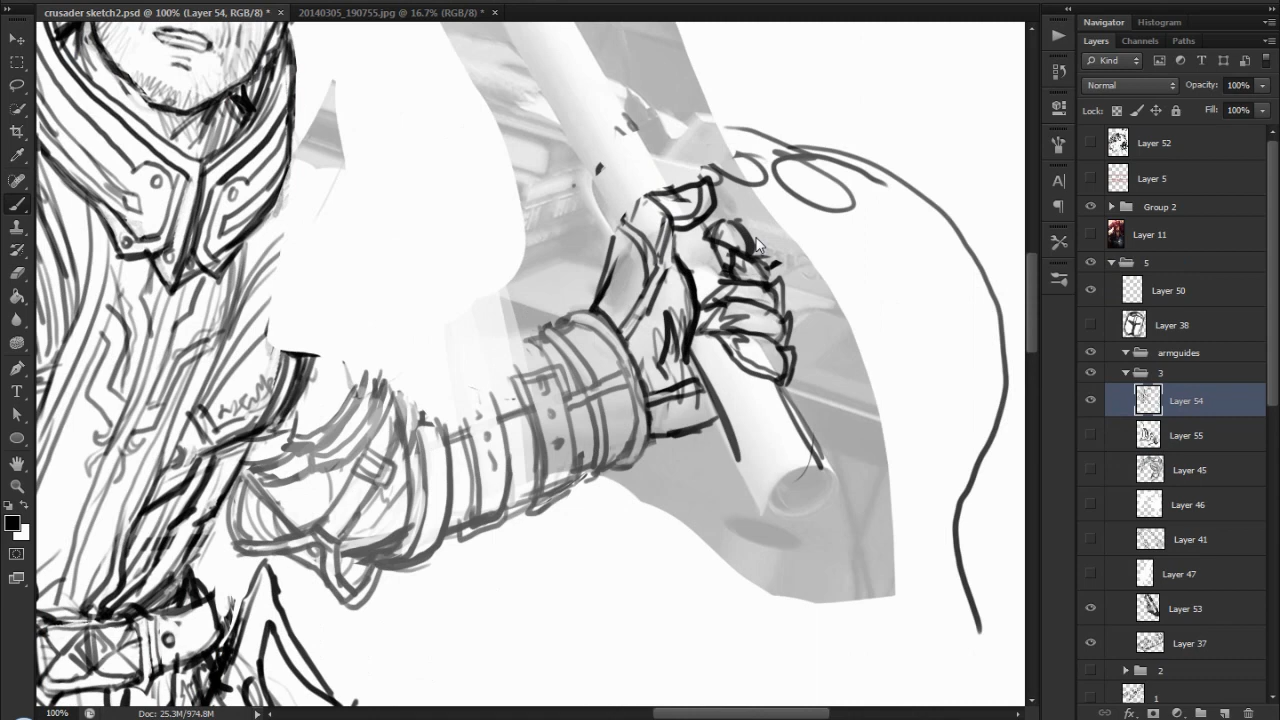 crusader sketch2.psd @ 100% (Layer 54, RGB/8) * × 20140305_190755.jpg @ 16.7% (RGB/8) * ×
Navigator Histogram
Layers Channels Paths
Kind
Normal Opacity: 100%
Lock: Fill: 100%
Layer 52
Layer 5
Group 2
Layer 11
5
Layer 50
Layer 38
armguides
3
Layer 54
Layer 55
Layer 45
Layer 46
Layer 41
Layer 47
Layer 53
Layer 37
2
1
100% Doc: 25.3M/974.8M